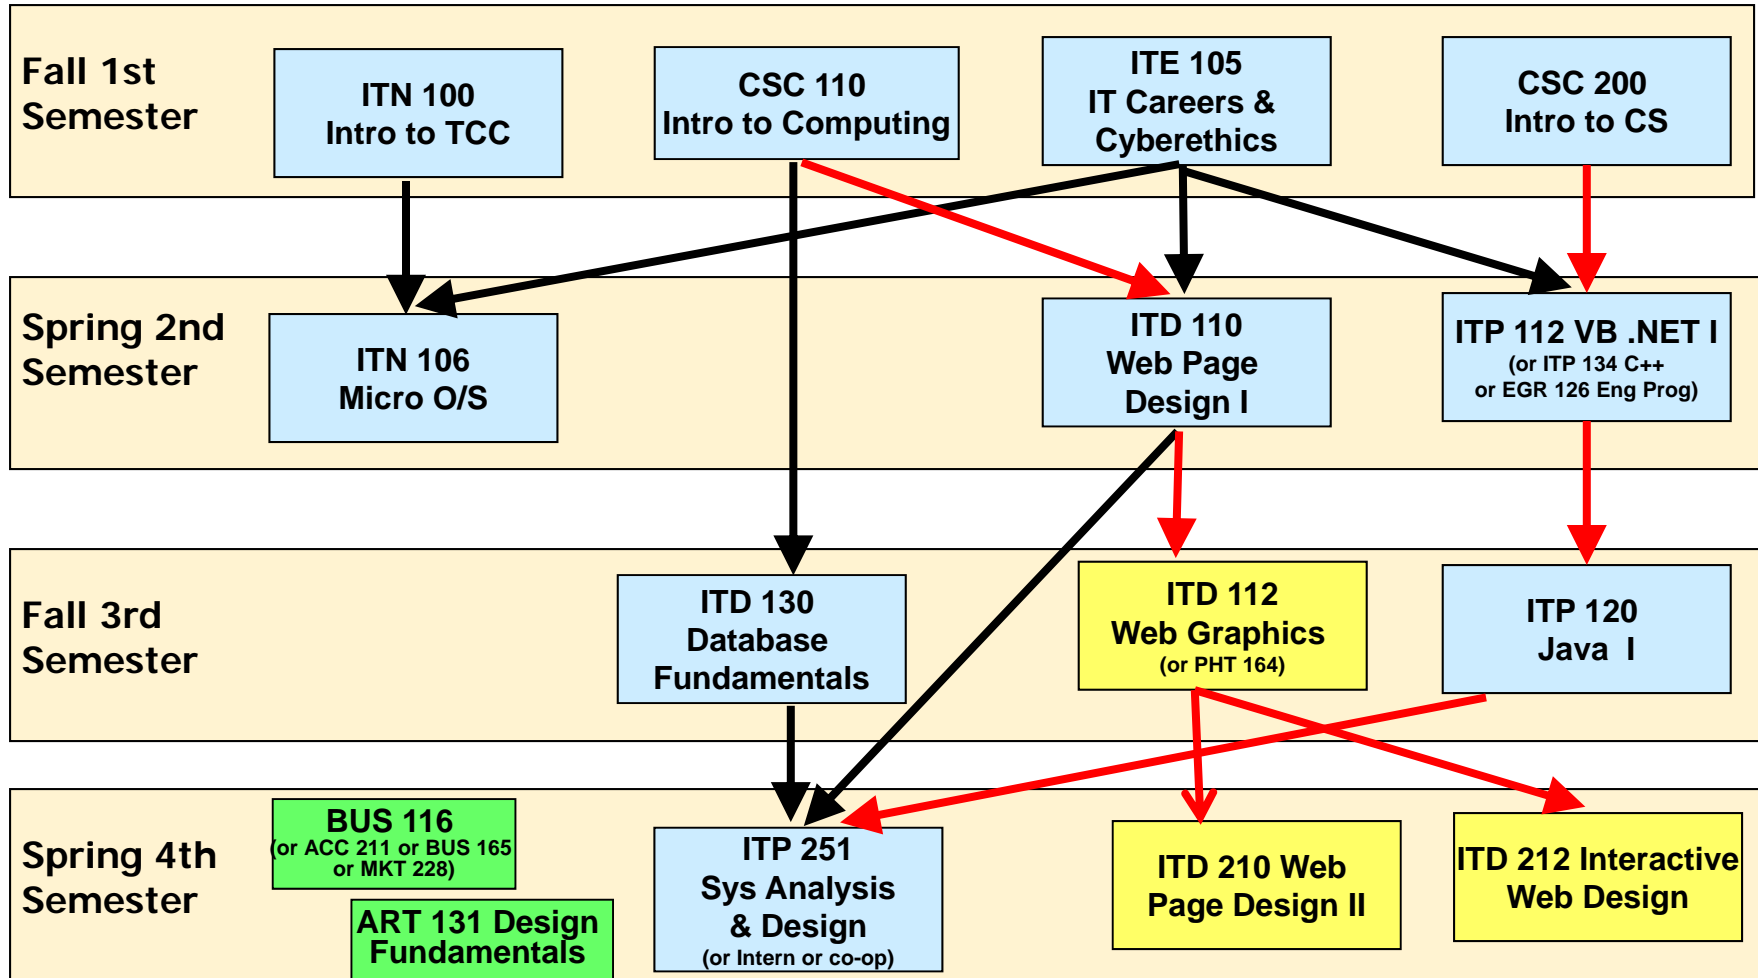 Fall 1st
Semester
ITN 100
Intro to TCC
CSC 110
Intro to Computing
ITE 105
IT Careers &
Cyberethics
CSC 200
Intro to CS
Spring 2nd
Semester
ITN 106
Micro O/S
ITD 110
Web Page
Design I
ITP 112 VB .NET I
(or ITP 134 C++
or EGR 126 Eng Prog)
Fall 3rd
Semester
ITD 130
Database
Fundamentals
ITD 112
Web Graphics
(or PHT 164)
ITP 120
Java I
Spring 4th
Semester
BUS 116
(or ACC 211 or BUS 165
or MKT 228)
ART 131 Design
Fundamentals
ITP 251
Sys Analysis
& Design
(or Intern or co-op)
ITD 210 Web
Page Design II
ITD 212 Interactive
Web Design